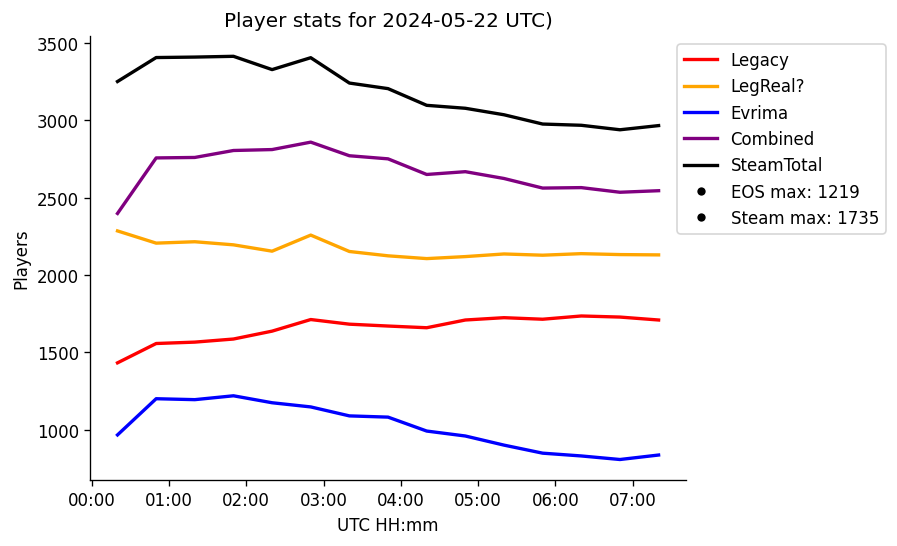 Player stats for 2024-05-22 UTC)
3500
3000
2500
2000
1500
1000
Players
00:00 01:00 02:00 03:00 04:00 05:00 06:00 07:00
UTC HH:mm
Legacy
LegReal?
Evrima
Combined
SteamTotal
EOS max: 1219
Steam max: 1735